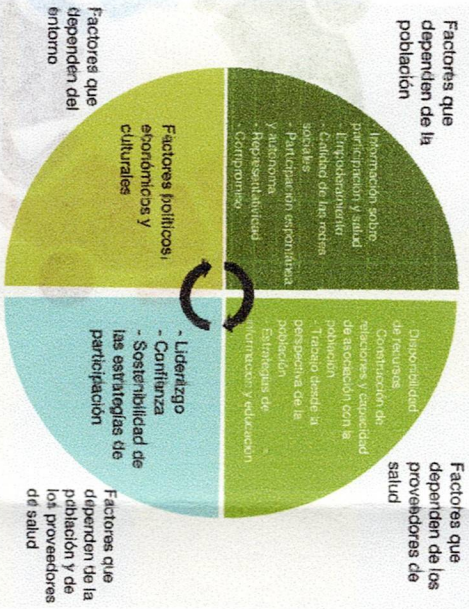 Factores que
dependen de la
población
- Información sobre
participación y salud
- Empoderamiento
- Calidad de las redes
sociales
- Participación espontánea
y autónoma
- Representatividad
- Compromiso
Factores que
dependen de los
proveedores de
salud
Disponibilidad
de recursos
- Construcción de
relaciones y capacidad
de asociación con la
población
- Trabajo desde la
perspectiva de la
población
- Estrategias de
información y educación
Factores que
dependen del
entorno
Factores políticos,
económicos y
culturales
- Liderazgo
- Confianza
- Sostenibilidad de
las estrategias de
participación
Factores que
dependen de la
población y de
los proveedores
de salud